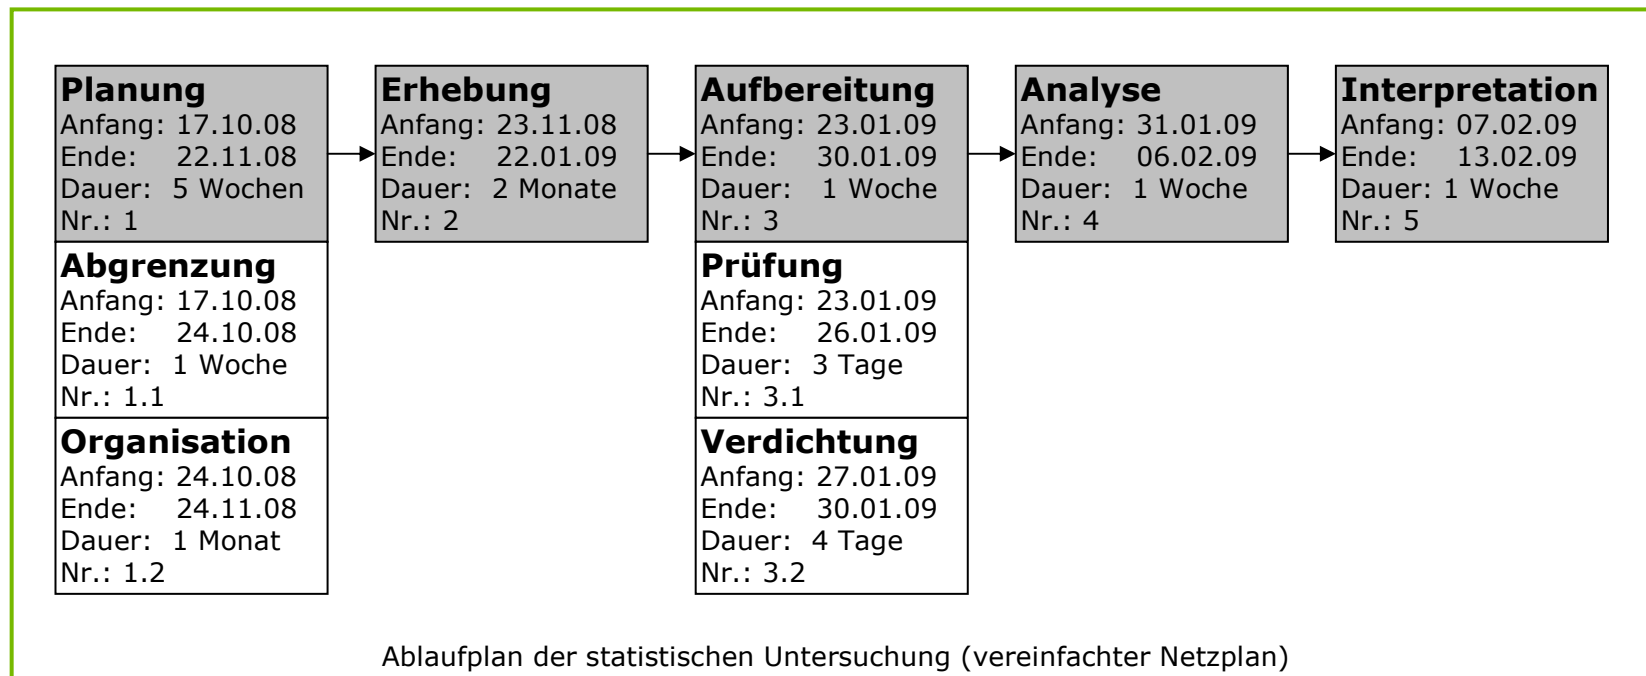 Planung
Anfang: 17.10.08
Ende: 22.11.08
Dauer: 5 Wochen
Nr.: 1
Abgrenzung
Anfang: 17.10.08
Ende: 24.10.08
Dauer: 1 Woche
Nr.: 1.1
Organisation
Anfang: 24.10.08
Ende: 24.11.08
Dauer: 1 Monat
Nr.: 1.2
Erhebung
Anfang: 23.11.08
Ende: 22.01.09
Dauer: 2 Monate
Nr.: 2
Aufbereitung
Anfang: 23.01.09
Ende: 30.01.09
Dauer: 1 Woche
Nr.: 3
Prüfung
Anfang: 23.01.09
Ende: 26.01.09
Dauer: 3 Tage
Nr.: 3.1
Verdichtung
Anfang: 27.01.09
Ende: 30.01.09
Dauer: 4 Tage
Nr.: 3.2
Analyse
Anfang: 31.01.09
Ende: 06.02.09
Dauer: 1 Woche
Nr.: 4
Interpretation
Anfang: 07.02.09
Ende: 13.02.09
Dauer: 1 Woche
Nr.: 5
Ablaufplan der statistischen Untersuchung (vereinfachter Netzplan)